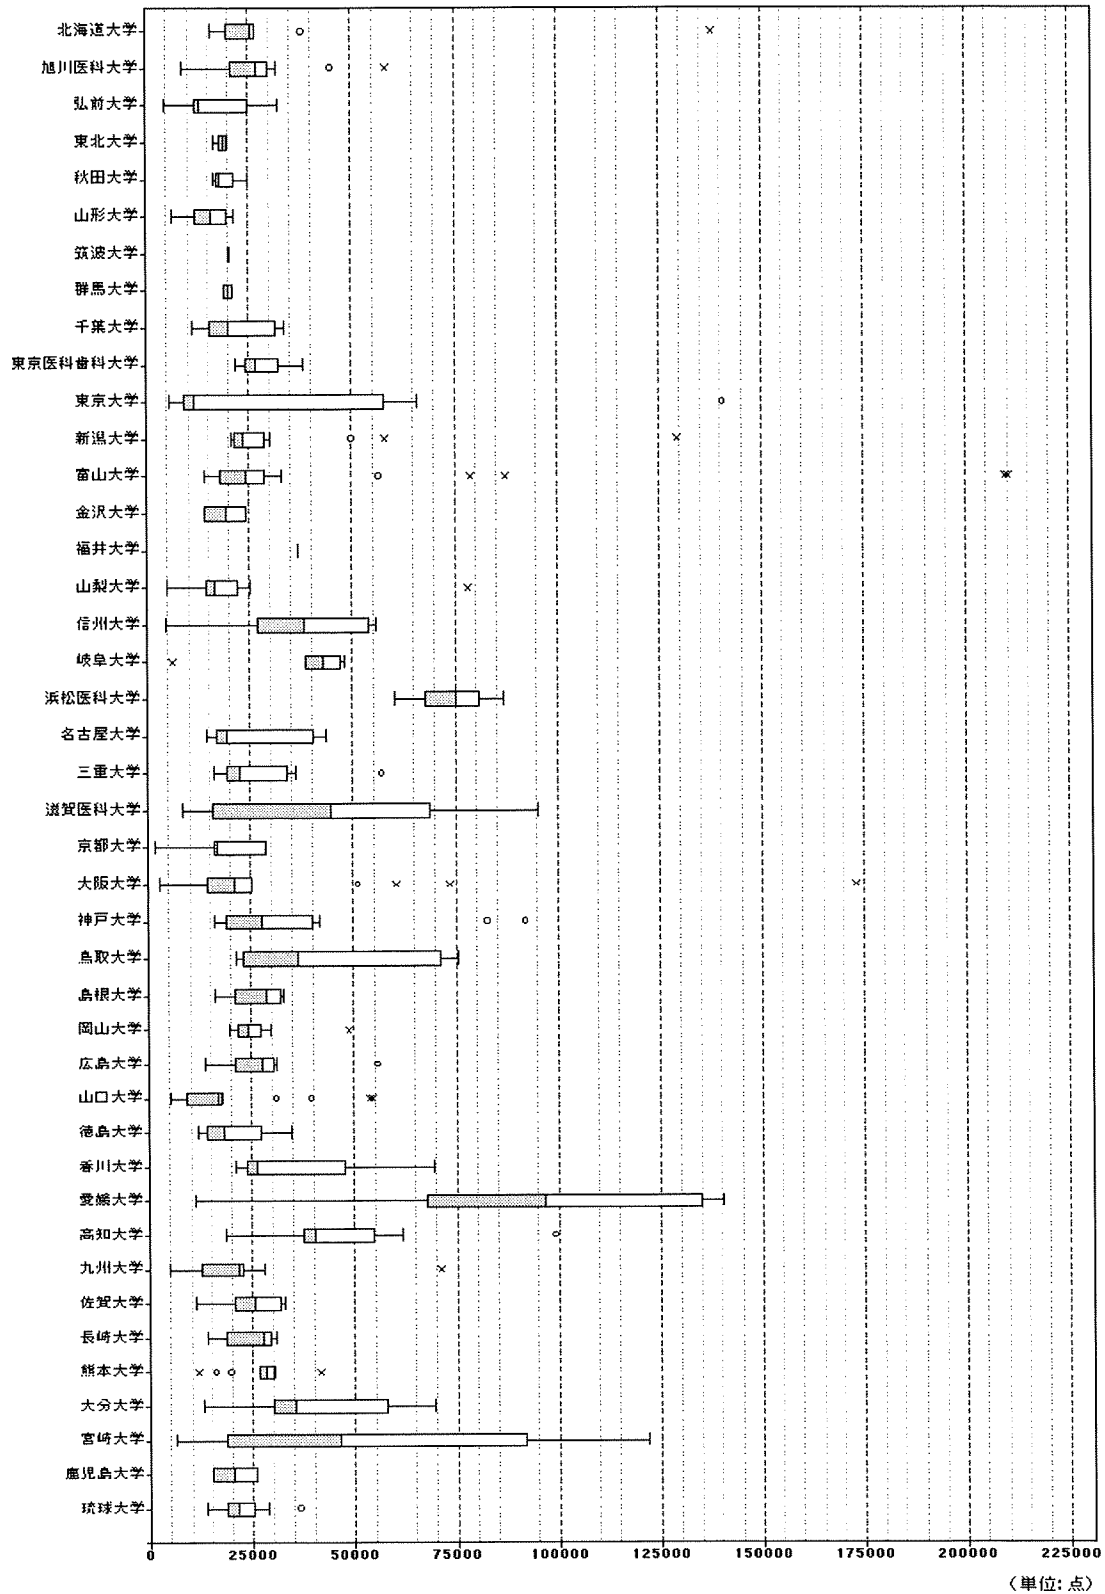 北海道大学
旭川医科大学
弘前大学
東北大学
秋田大学
山形大学
筑波大学
群馬大学
千葉大学
東京医科歯科大学
東京大学
新潟大学
富山大学
金沢大学
福井大学
山梨大学
信州大学
岐阜大学
浜松医科大学
名古屋大学
三重大学
滋賀医科大学
京都大学
大阪大学
神戸大学
鳥取大学
島根大学
岡山大学
広島大学
山口大学
徳島大学
香川大学
愛媛大学
高知大学
九州大学
佐賀大学
長崎大学
熊本大学
大分大学
宮崎大学
鹿児島大学
琉球大学
0 25000 50000 75000 100000 125000 150000 175000 200000 225000
(単位:点)